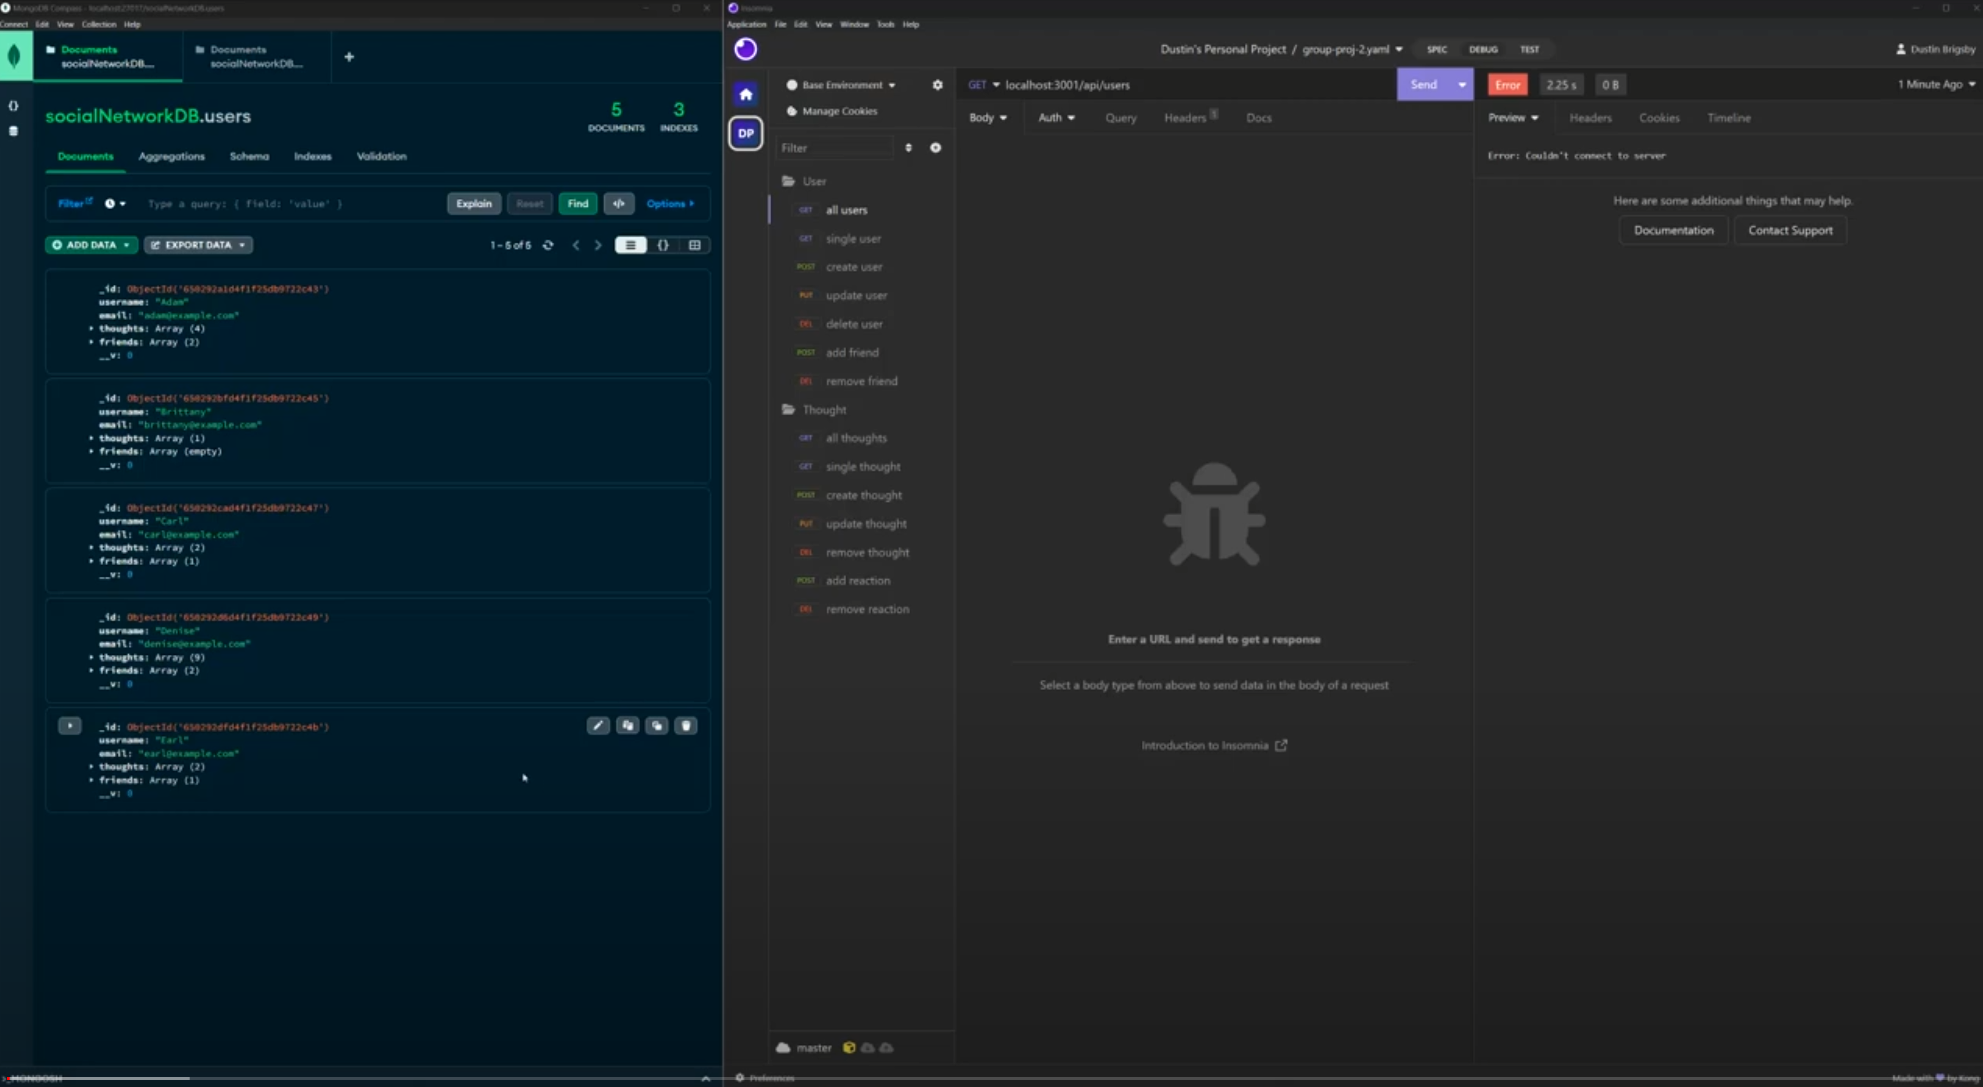 MongoDB Compass - localhost:27017/socialNetworkDB.users
Connect Edit View Collection Help
Documents
socialNetworkDB....
Documents
socialNetworkDB....
socialNetworkDB.users
5
DOCUMENTS
3
INDEXES
Documents Aggregations Schema Indexes Validation
Filter Type a query: { field: 'value' } Explain Reset Find </> Options
ADD DATA EXPORT DATA 1 – 5 of 5 {}
_id: ObjectId('650292a1d4f1f25db9722c43')
username: "Adam"
email: "adam@example.com"
thoughts: Array (4)
friends: Array (2)
__v: 0
_id: ObjectId('650292bfd4f1f25db9722c45')
username: "Brittany"
email: "brittany@example.com"
thoughts: Array (1)
friends: Array (empty)
__v: 0
_id: ObjectId('650292cad4f1f25db9722c47')
username: "Carl"
email: "carl@example.com"
thoughts: Array (2)
friends: Array (1)
__v: 0
_id: ObjectId('650292d6d4f1f25db9722c49')
username: "Denise"
email: "denise@example.com"
thoughts: Array (9)
friends: Array (2)
__v: 0
_id: ObjectId('650292dfd4f1f25db9722c4b')
username: "Earl"
email: "earl@example.com"
thoughts: Array (2)
friends: Array (1)
__v: 0
>_MONGOSH
Insomnia
Application File Edit View Window Tools Help
Dustin's Personal Project / group-proj-2.yaml SPEC DEBUG TEST Dustin Brigsby
DP
Base Environment
Manage Cookies
Filter
User
GET all users
GET single user
POST create user
PUT update user
DEL delete user
POST add friend
DEL remove friend
Thought
GET all thoughts
GET single thought
POST create thought
PUT update thought
DEL remove thought
POST add reaction
DEL remove reaction
master
Preferences
GET localhost:3001/api/users Send
Body Auth Query Headers 1 Docs
Enter a URL and send to get a response
Select a body type from above to send data in the body of a request
Introduction to Insomnia
Error 2.25 s 0 B 1 Minute Ago
Preview Headers Cookies Timeline
Error: Couldn't connect to server
Here are some additional things that may help.
Documentation Contact Support
Made with by Kong